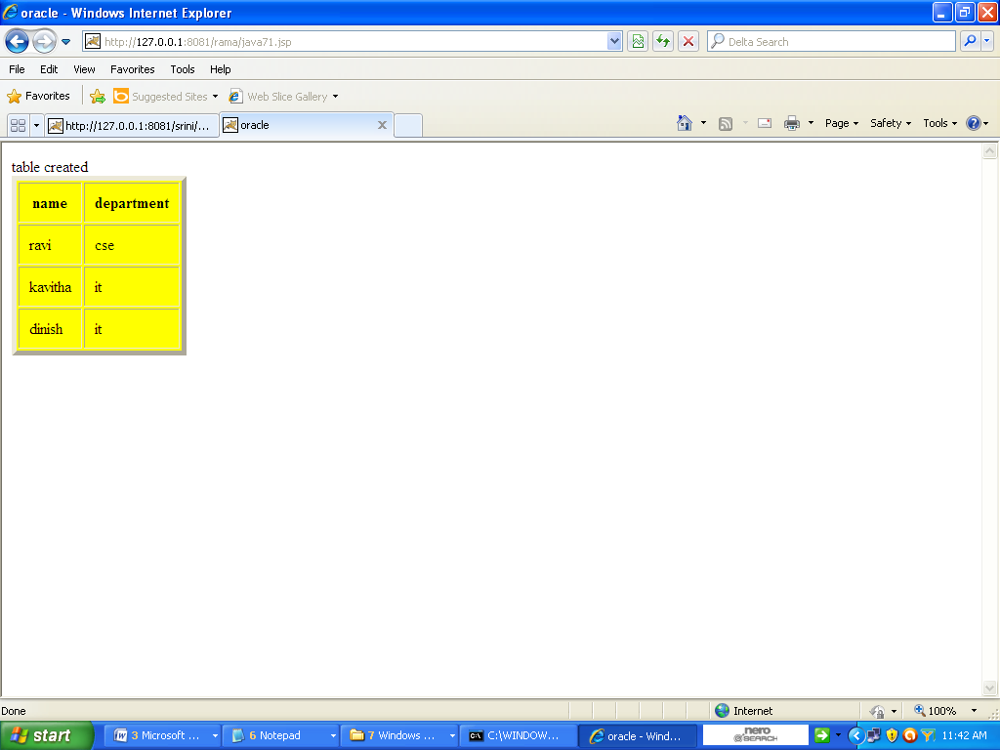 oracle - Windows Internet Explorer
http://127.0.0.1:8081/rama/java71.jsp
Delta Search
File Edit View Favorites Tools Help
Favorites Suggested Sites Web Slice Gallery
http://127.0.0.1:8081/srini/... oracle Page Safety Tools
table created
name department
ravi cse
kavitha it
dinish it
Done Internet 100%
start 3 Microsoft ... 6 Notepad 7 Windows ... C:\WINDOW... oracle - Wind... nero SEARCH 11:42 AM